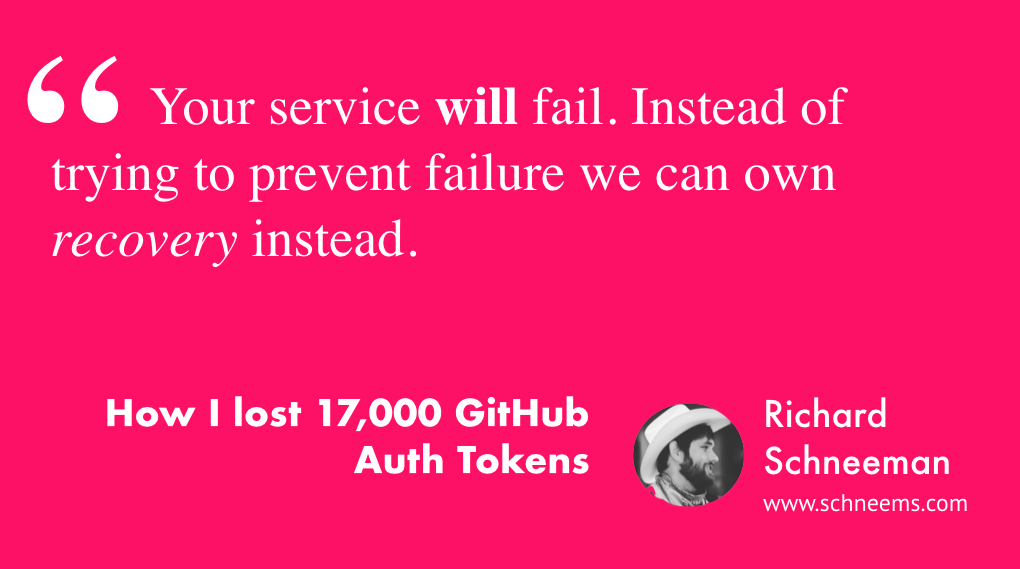 “ Your service will fail. Instead of
trying to prevent failure we can own
recovery instead.
How I lost 17,000 GitHub
Auth Tokens
Richard
Schneeman
www.schneems.com